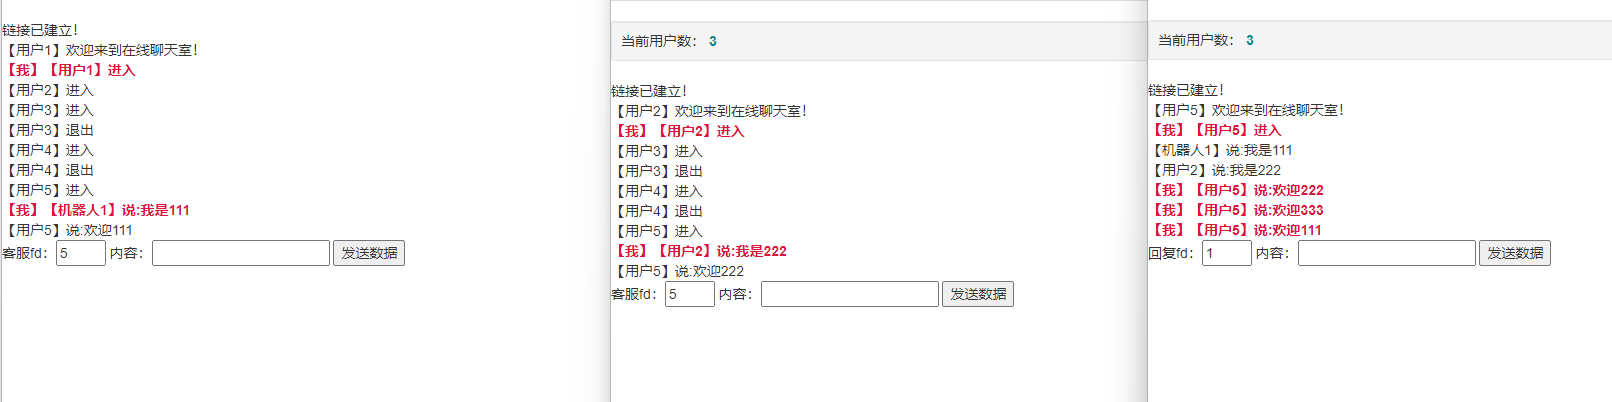 链接已建立!
【用户1】欢迎来到在线聊天室!
【我】【用户1】进入
【用户2】进入
【用户3】进入
【用户3】退出
【用户4】进入
【用户4】退出
【用户5】进入
【我】【机器人1】说:我是111
【用户5】说:欢迎111
客服fd： 5 内容： 发送数据
当前用户数： 3
链接已建立!
【用户2】欢迎来到在线聊天室!
【我】【用户2】进入
【用户3】进入
【用户3】退出
【用户4】进入
【用户4】退出
【用户5】进入
【我】【用户2】说:我是222
【用户5】说:欢迎222
客服fd： 5 内容： 发送数据
当前用户数： 3
链接已建立!
【用户5】欢迎来到在线聊天室!
【我】【用户5】进入
【机器人1】说:我是111
【用户2】说:我是222
【我】【用户5】说:欢迎222
【我】【用户5】说:欢迎333
【我】【用户5】说:欢迎111
回复fd： 1 内容： 发送数据